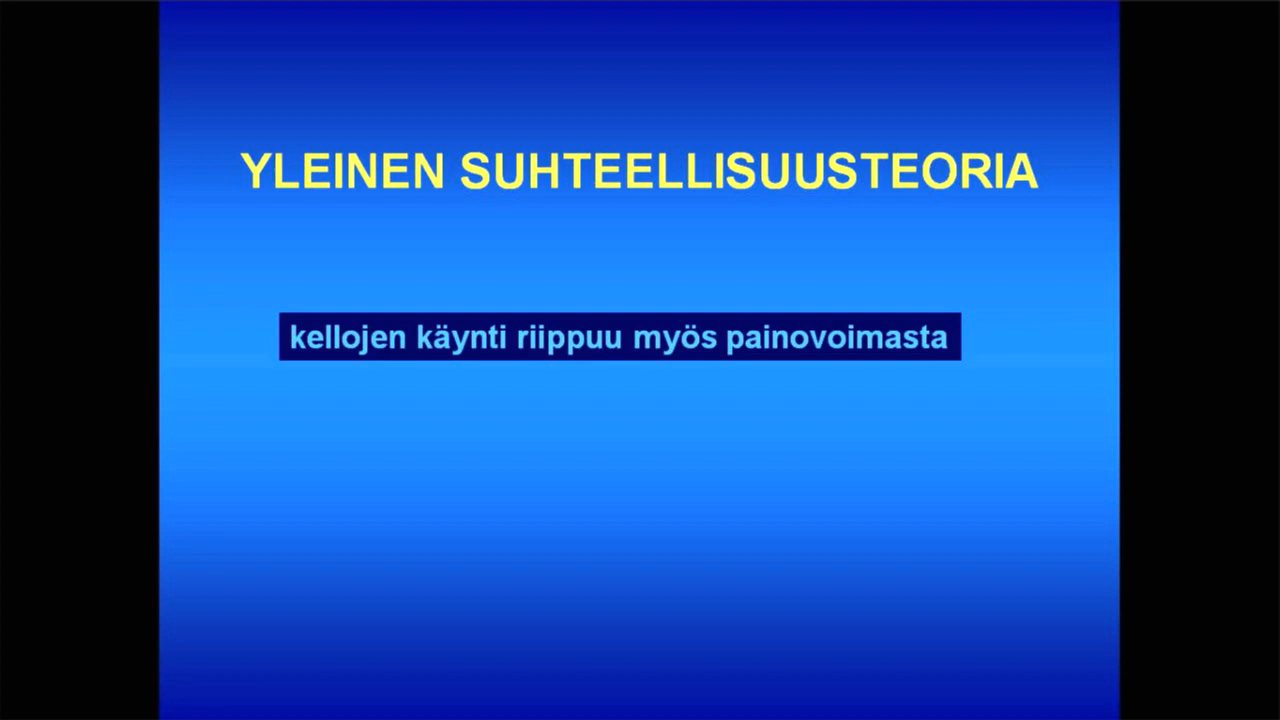 YLEINEN SUHTEELLISUUSTEORIA
kellojen käynti riippuu myös painovoimasta